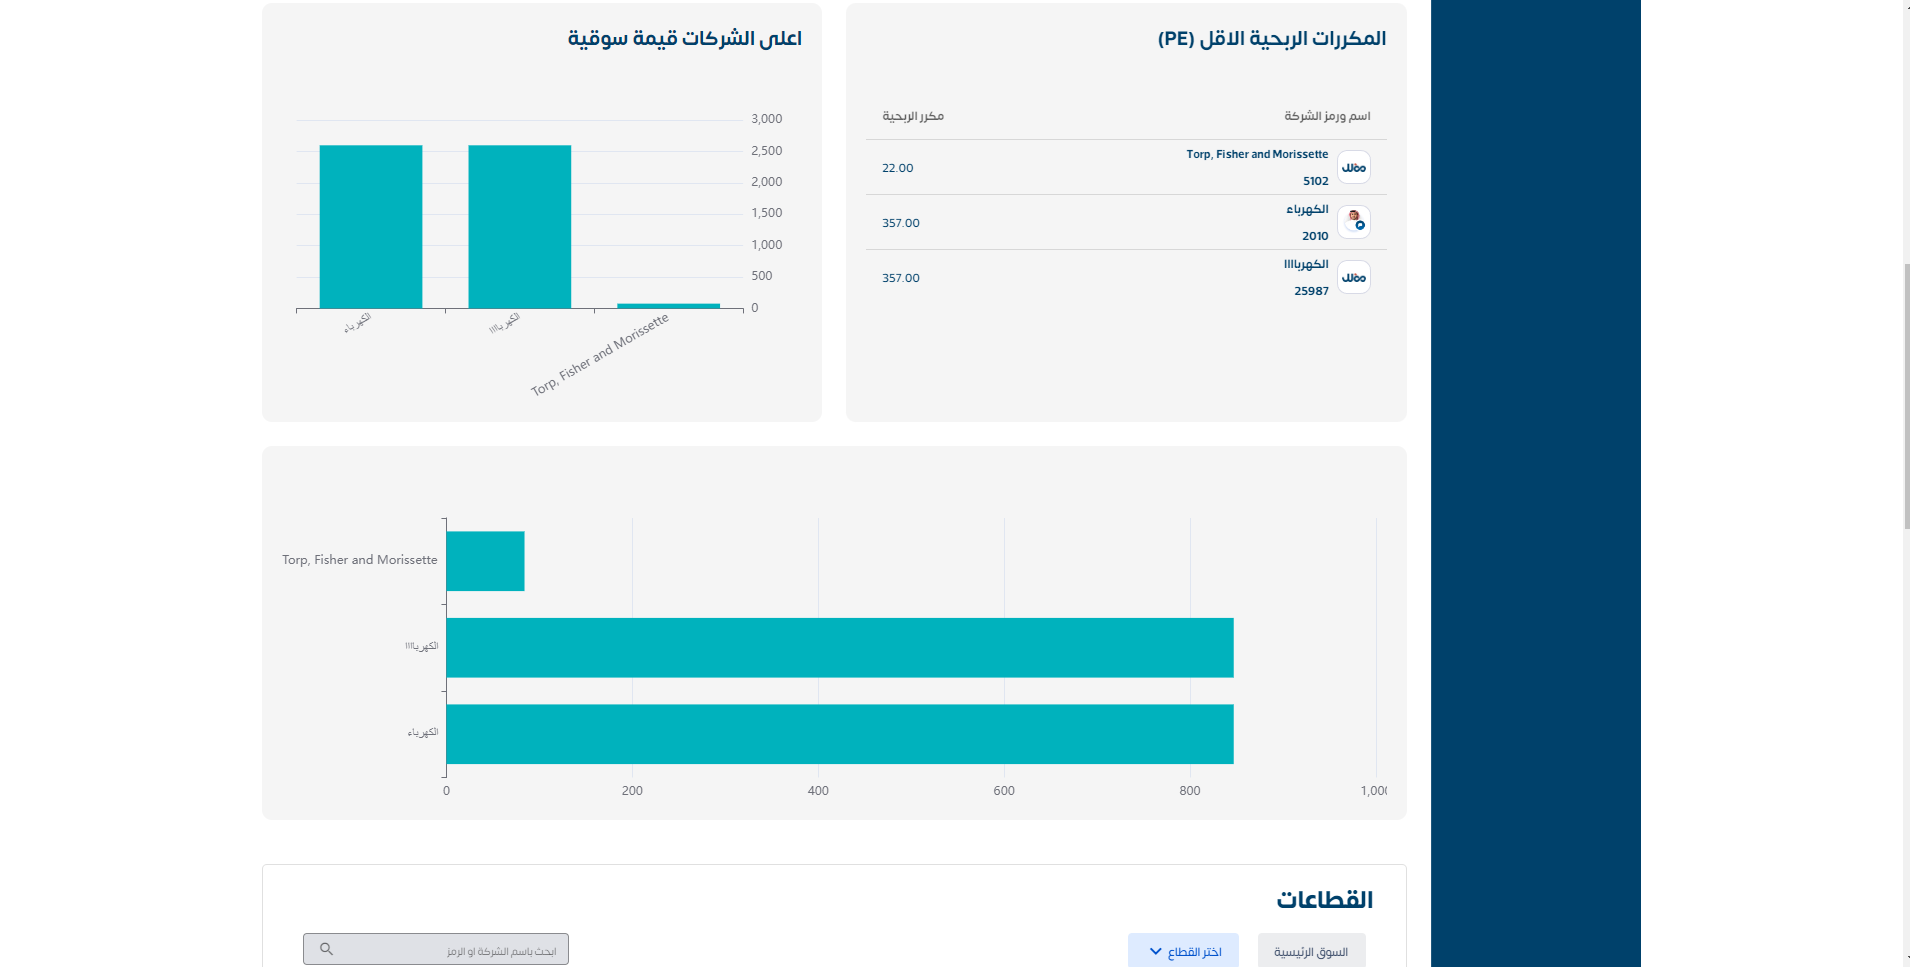 المكررات الربحية الاقل (PE)
اسم ورمز الشركة
مكرر الربحية
Torp, Fisher and Morissette
5102
22.00
الكهرباء
2010
357.00
الكهرباااا
25987
357.00
اعلى الشركات قيمة سوقية
3,000
2,500
2,000
1,500
1,000
500
0
الكهرباء
الكهرباااا
Torp, Fisher and Morissette
Torp, Fisher and Morissette
الكهرباااا
الكهرباء
0
200
400
600
800
1,000
القطاعات
السوق الرئيسية
اختر القطاع
ابحث باسم الشركة او الرمز